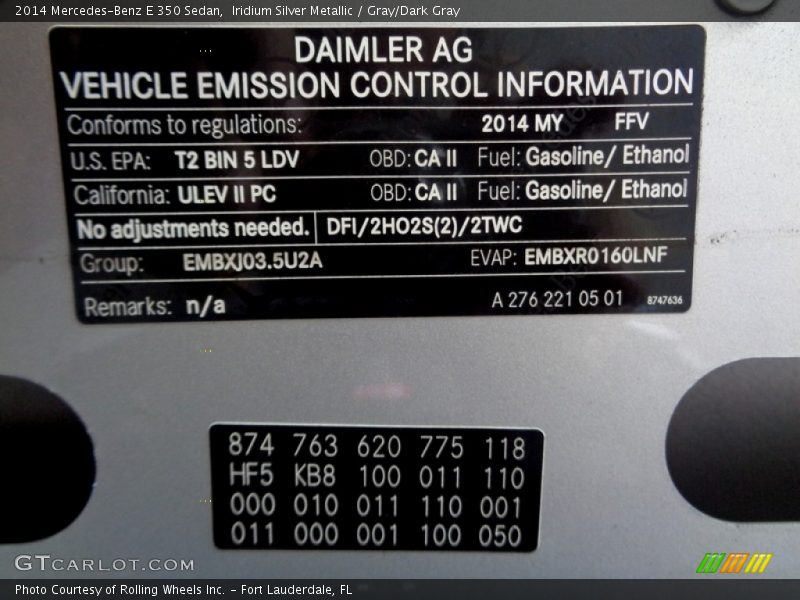 2014 Mercedes-Benz E 350 Sedan,  Iridium Silver Metallic / Gray/Dark Gray
DAIMLER AG
VEHICLE EMISSION CONTROL INFORMATION
Conforms to regulations: 2014 MY FFV
U.S. EPA: T2 BIN 5 LDV OBD: CA II Fuel: Gasoline/ Ethanol
California: ULEV II PC OBD: CA II Fuel: Gasoline/ Ethanol
No adjustments needed. DFI/2HO2S(2)/2TWC
Group: EMBXJ03.5U2A EVAP: EMBXR0160LNF
Remarks: n/a A 276 221 05 01 8747636
874 763 620 775 118
HF5 KB8 100 011 110
000 010 011 110 001
011 000 001 100 050
GTCARLOT.COM
Photo Courtesy of Rolling Wheels Inc. - Fort Lauderdale, FL